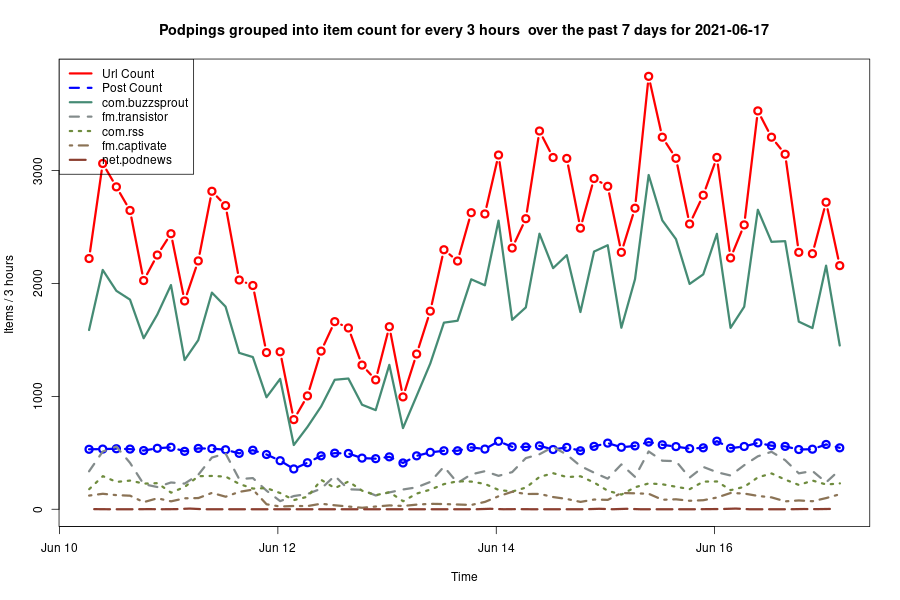 Podpings grouped into item count for every 3 hours  over the past 7 days for 2021-06-17
Url Count
Post Count
com.buzzsprout
fm.transistor
com.rss
fm.captivate
net.podnews
Items / 3 hours
3000
2000
1000
0
Jun 10
Jun 12
Jun 14
Jun 16
Time